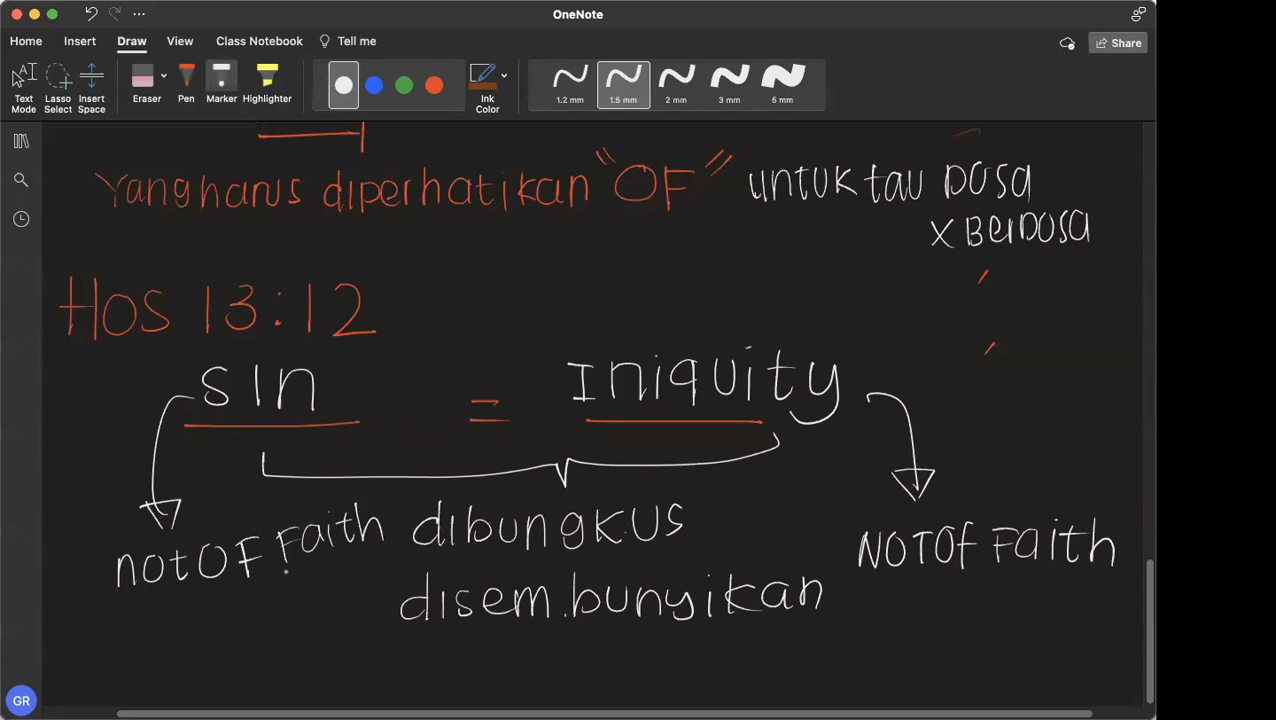 OneNote
Home Insert Draw View Class Notebook Tell me
Share
Text Mode
Lasso Select
Insert Space
Eraser
Pen
Marker
Highlighter
Ink Color
1.2 mm
1.5 mm
2 mm
3 mm
5 mm
Yang harus diperhatikan "OF" untuk tau Dosa
x BerDosa
Hos 13:12
sin = Iniquity
not OF Faith dibungkus NOT OF Faith
disem.bunyikan
GR